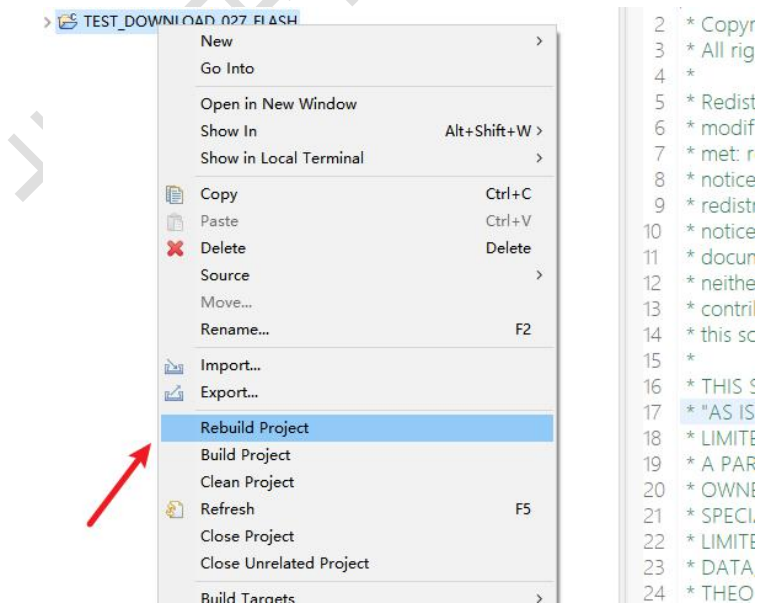 TEST_DOWNLOAD_027_FLASH
New
Go Into
Open in New Window
Show In Alt+Shift+W
Show in Local Terminal
Copy Ctrl+C
Paste Ctrl+V
Delete Delete
Source
Move...
Rename... F2
Import...
Export...
Rebuild Project
Build Project
Clean Project
Refresh F5
Close Project
Close Unrelated Project
Build Targets
2 * Copyr
3 * All rig
4 *
5 * Redist
6 * modif
7 * met: r
8 * notice
9 * redistr
10 * notice
11 * docum
12 * neithe
13 * contril
14 * this sc
15 *
16 * THIS S
17 * "AS IS
18 * LIMITE
19 * A PAR
20 * OWNE
21 * SPECI
22 * LIMITE
23 * DATA
24 * THEO